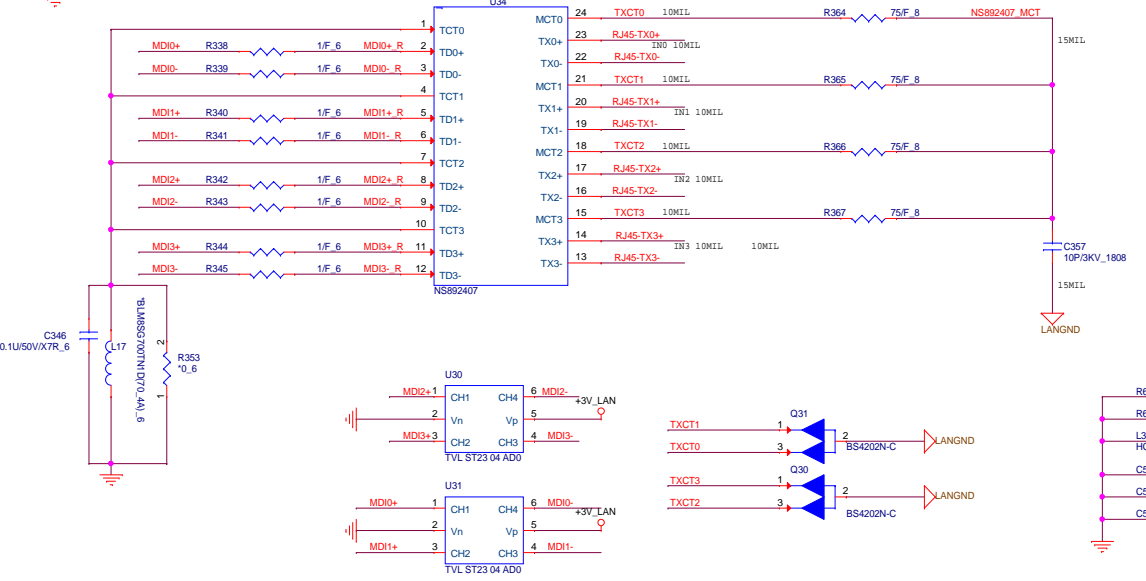 U34
1 TCT0 MCT0 24 TXCT0 10MIL R364 75/F_8 NS892407_MCT
15MIL
MDI0+ R338 1/F_6 MDI0+_R 2 TD0+ TX0+ 23 RJ45-TX0+
IN0 10MIL
MDI0- R339 1/F_6 MDI0-_R 3 TD0- TX0- 22 RJ45-TX0-
4 TCT1 MCT1 21 TXCT1 10MIL R365 75/F_8
MDI1+ R340 1/F_6 MDI1+_R 5 TD1+ TX1+ 20 RJ45-TX1+
IN1 10MIL
MDI1- R341 1/F_6 MDI1-_R 6 TD1- TX1- 19 RJ45-TX1-
7 TCT2 MCT2 18 TXCT2 10MIL R366 75/F_8
MDI2+ R342 1/F_6 MDI2+_R 8 TD2+ TX2+ 17 RJ45-TX2+
IN2 10MIL
MDI2- R343 1/F_6 MDI2-_R 9 TD2- TX2- 16 RJ45-TX2-
10 TCT3 MCT3 15 TXCT3 10MIL R367 75/F_8
MDI3+ R344 1/F_6 MDI3+_R 11 TD3+ TX3+ 14 RJ45-TX3+
IN3 10MIL 10MIL
MDI3- R345 1/F_6 MDI3-_R 12 TD3- TX3- 13 RJ45-TX3-
NS892407
C357
10P/3KV_1808
15MIL
LANGND
C346
0.1U/50V/X7R_6
L17
2
R353
*0_6
1
U30
MDI2+ 1 CH1 CH4 6 MDI2-
+3V_LAN
2 Vn Vp 5
MDI3+ 3 CH2 CH3 4 MDI3-
TVL ST23 04 AD0
U31
MDI0+ 1 CH1 CH4 6 MDI0-
+3V_LAN
2 Vn Vp 5
MDI1+ 3 CH2 CH3 4 MDI1-
TVL ST23 04 AD0
Q31
TXCT1 1
2 LANGND
TXCT0 3
BS4202N-C
Q30
TXCT3 1
2 LANGND
TXCT2 3
BS4202N-C